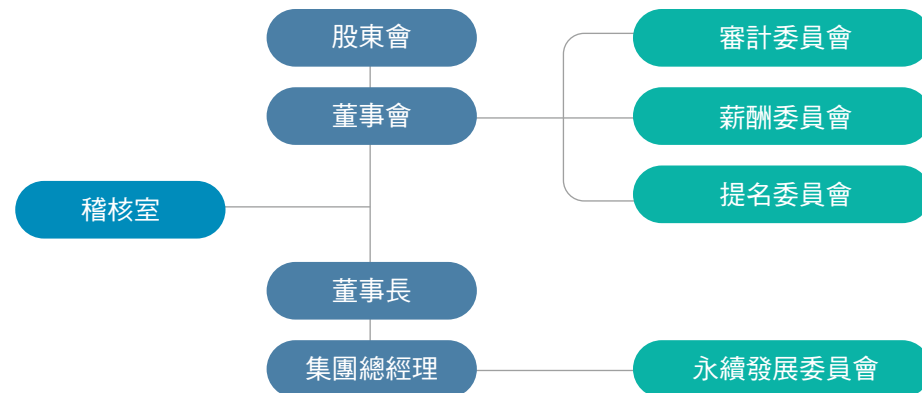 股東會
審計委員會
董事會
薪酬委員會
提名委員會
稽核室
董事長
集團總經理
永續發展委員會